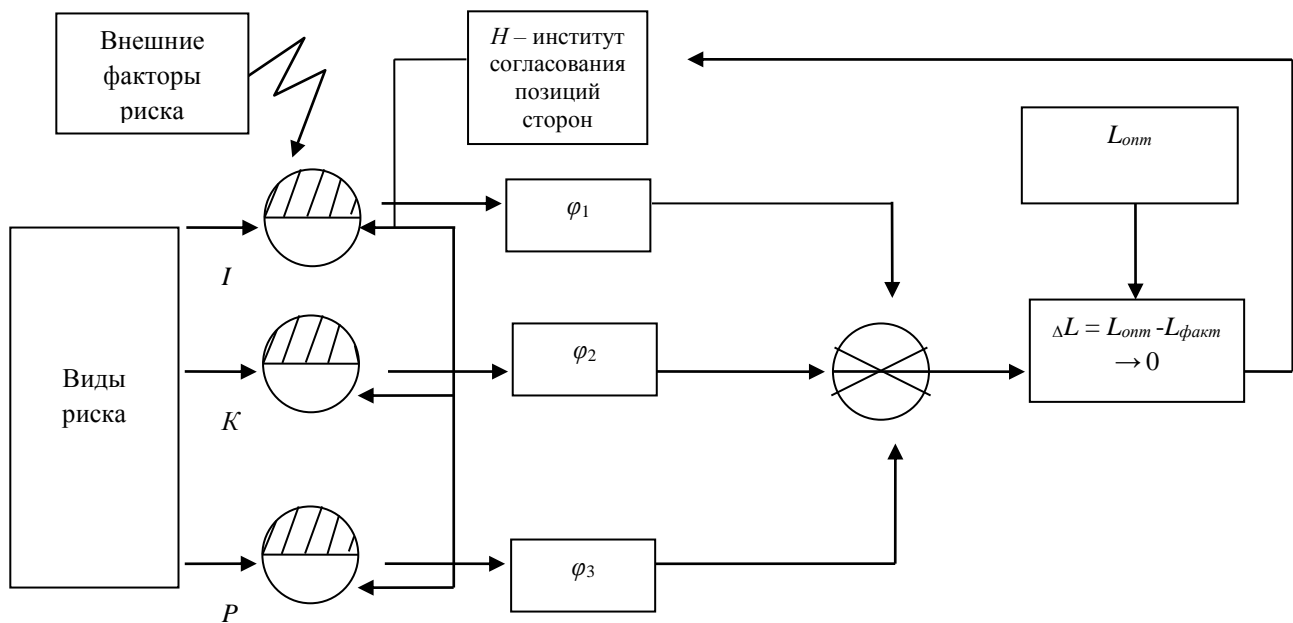 Внешние
факторы
риска
H – институт
согласования
позиций
сторон
Lопт
φ1
I
Виды
риска
φ2
К
ΔL = Lопт -Lфакт
→ 0
φ3
P